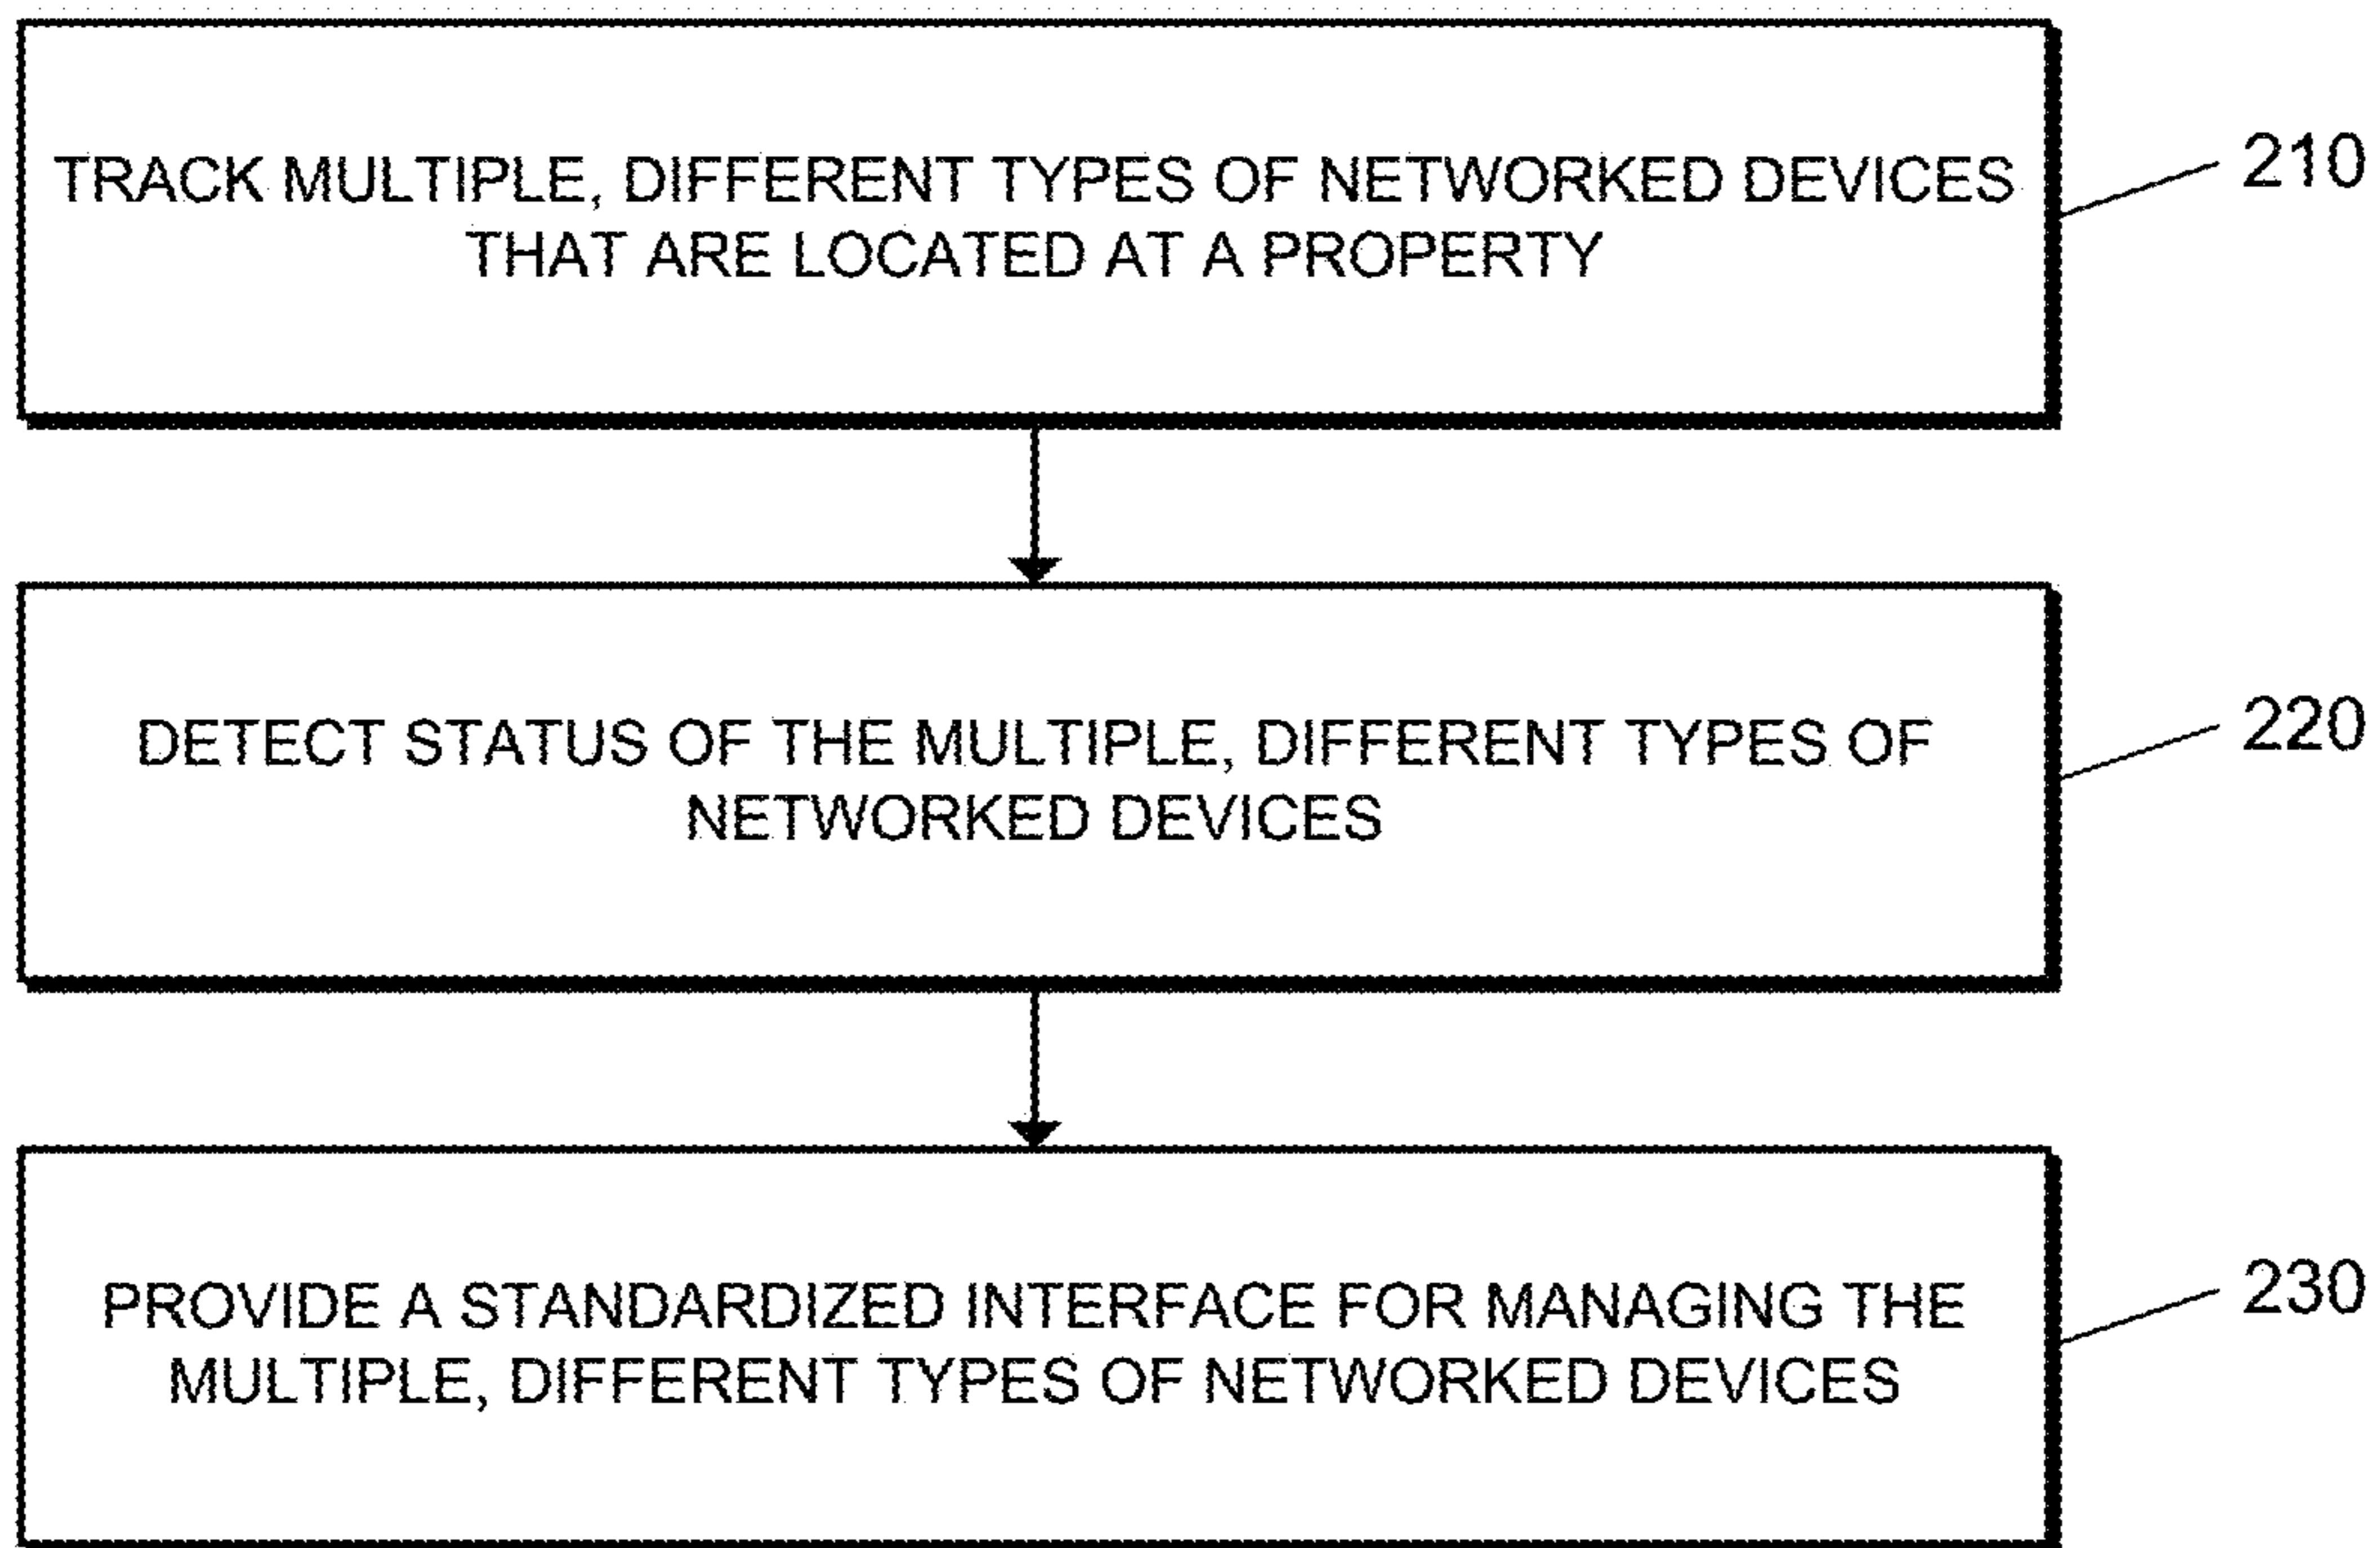 TRACK MULTIPLE, DIFFERENT TYPES OF NETWORKED DEVICES
THAT ARE LOCATED AT A PROPERTY
210
DETECT STATUS OF THE MULTIPLE, DIFFERENT TYPES OF
NETWORKED DEVICES
220
PROVIDE A STANDARDIZED INTERFACE FOR MANAGING THE
MULTIPLE, DIFFERENT TYPES OF NETWORKED DEVICES
230